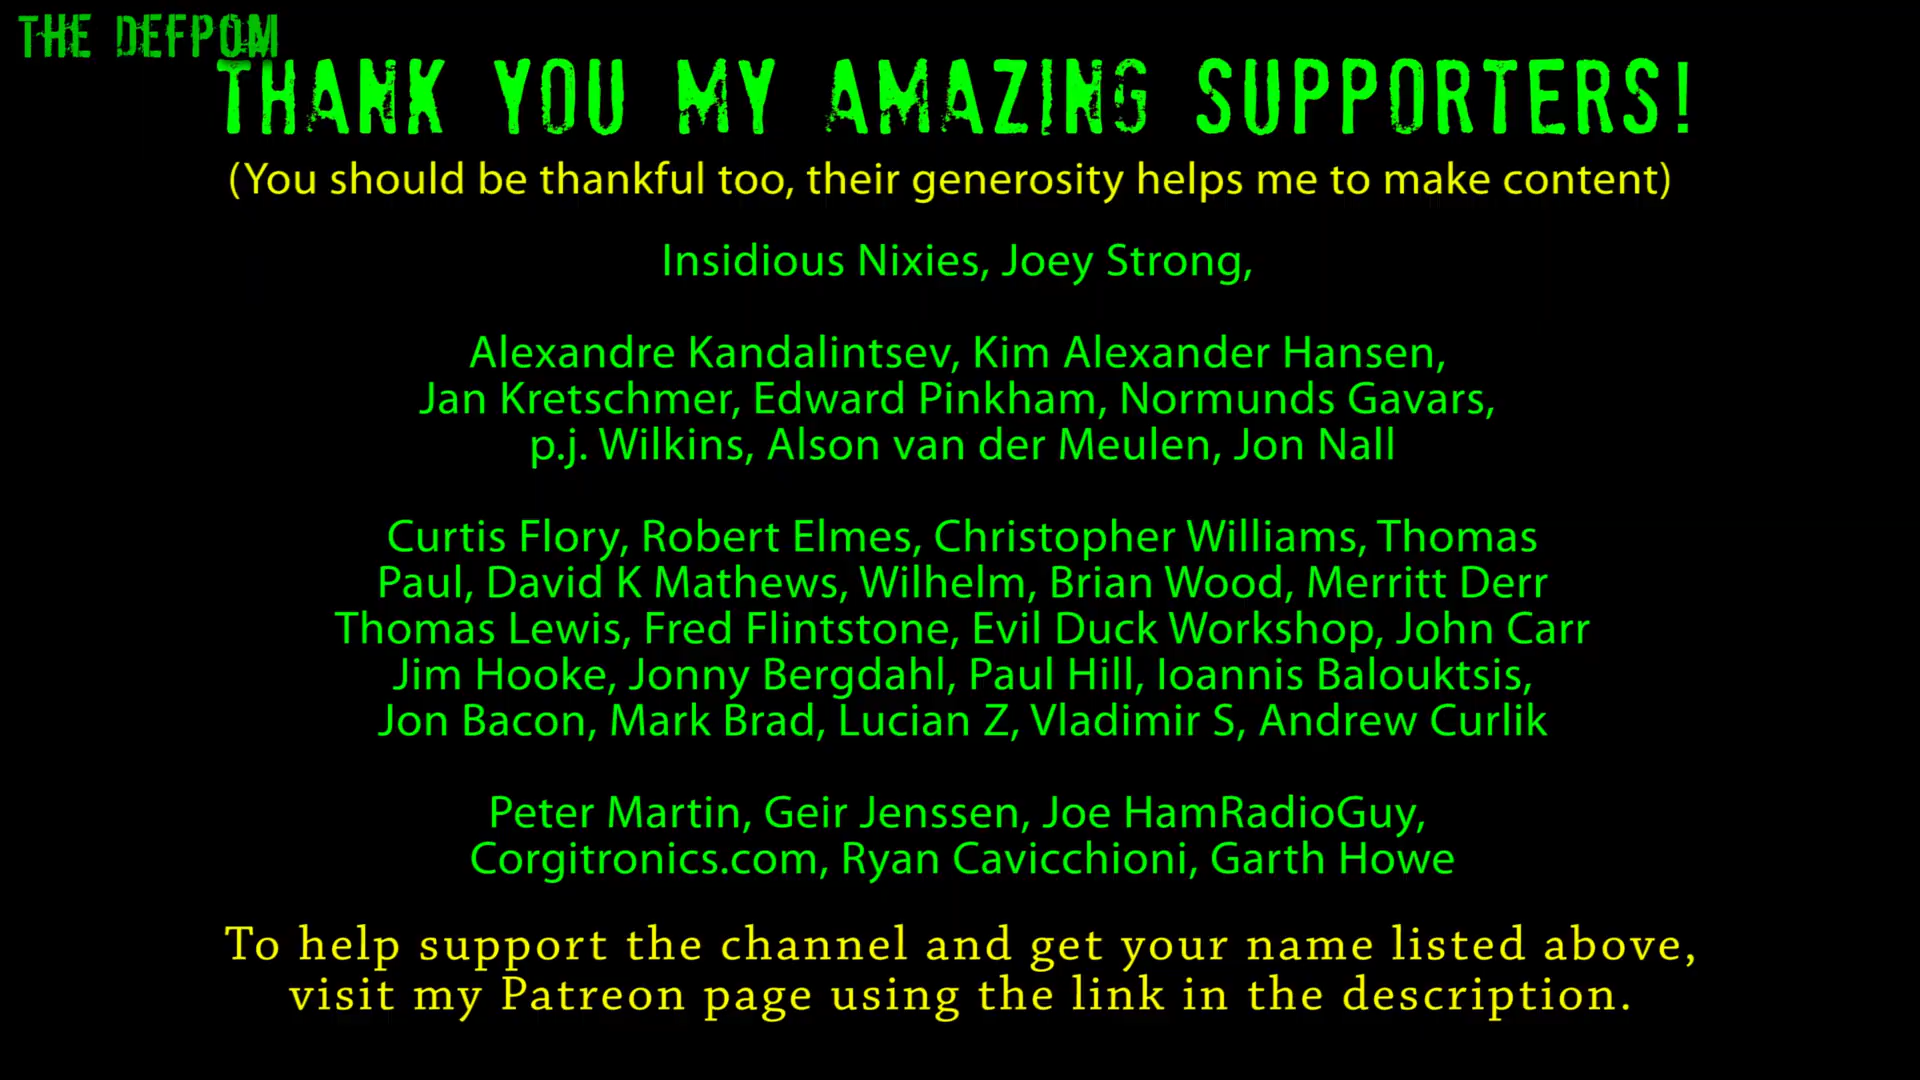 THE DEFPOM
THANK YOU MY AMAZING SUPPORTERS!
(You should be thankful too, their generosity helps me to make content)
Insidious Nixies, Joey Strong,
Alexandre Kandalintsev, Kim Alexander Hansen,
Jan Kretschmer, Edward Pinkham, Normunds Gavars,
p.j. Wilkins, Alson van der Meulen, Jon Nall
Curtis Flory, Robert Elmes, Christopher Williams, Thomas
Paul, David K Mathews, Wilhelm, Brian Wood, Merritt Derr
Thomas Lewis, Fred Flintstone, Evil Duck Workshop, John Carr
Jim Hooke, Jonny Bergdahl, Paul Hill, Ioannis Balouktsis,
Jon Bacon, Mark Brad, Lucian Z, Vladimir S, Andrew Curlik
Peter Martin, Geir Jenssen, Joe HamRadioGuy,
Corgitronics.com, Ryan Cavicchioni, Garth Howe
To help support the channel and get your name listed above,
visit my Patreon page using the link in the description.